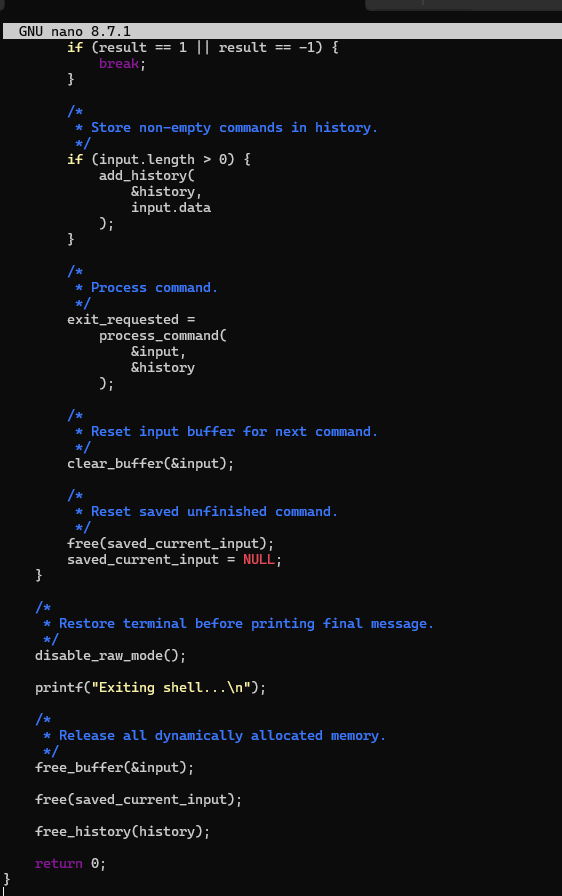 GNU nano 8.7.1
        if (result == 1 || result == -1) {
            break;
        }

        /*
         * Store non-empty commands in history.
         */
        if (input.length > 0) {
            add_history(
                &history,
                input.data
            );
        }

        /*
         * Process command.
         */
        exit_requested =
            process_command(
                &input,
                &history
            );

        /*
         * Reset input buffer for next command.
         */
        clear_buffer(&input);

        /*
         * Reset saved unfinished command.
         */
        free(saved_current_input);
        saved_current_input = NULL;
    }

    /*
     * Restore terminal before printing final message.
     */
    disable_raw_mode();

    printf("Exiting shell...\n");

    /*
     * Release all dynamically allocated memory.
     */
    free_buffer(&input);

    free(saved_current_input);

    free_history(history);

    return 0;
}